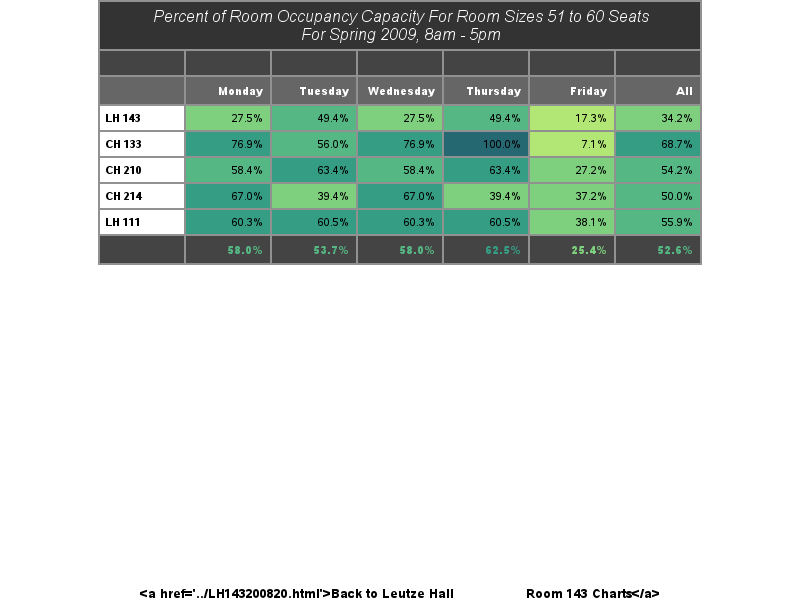 Percent of Room Occupancy Capacity For Room Sizes 51 to 60 Seats
For Spring 2009, 8am - 5pm
Monday Tuesday Wednesday Thursday Friday All
LH 143 27.5% 49.4% 27.5% 49.4% 17.3% 34.2%
CH 133 76.9% 56.0% 76.9% 100.0% 7.1% 68.7%
CH 210 58.4% 63.4% 58.4% 63.4% 27.2% 54.2%
CH 214 67.0% 39.4% 67.0% 39.4% 37.2% 50.0%
LH 111 60.3% 60.5% 60.3% 60.5% 38.1% 55.9%
58.0% 53.7% 58.0% 62.5% 25.4% 52.6%
<a href='../LH143200820.html'>Back to Leutze Hall Room 143 Charts</a>